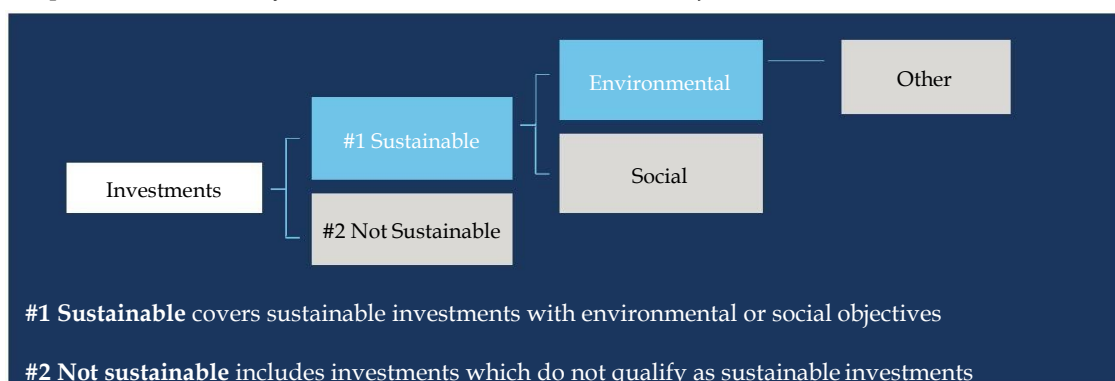 Environmental
Other
#1 Sustainable
Social
Investments
#2 Not Sustainable
#1 Sustainable covers sustainable investments with environmental or social objectives
#2 Not sustainable includes investments which do not qualify as sustainable investments